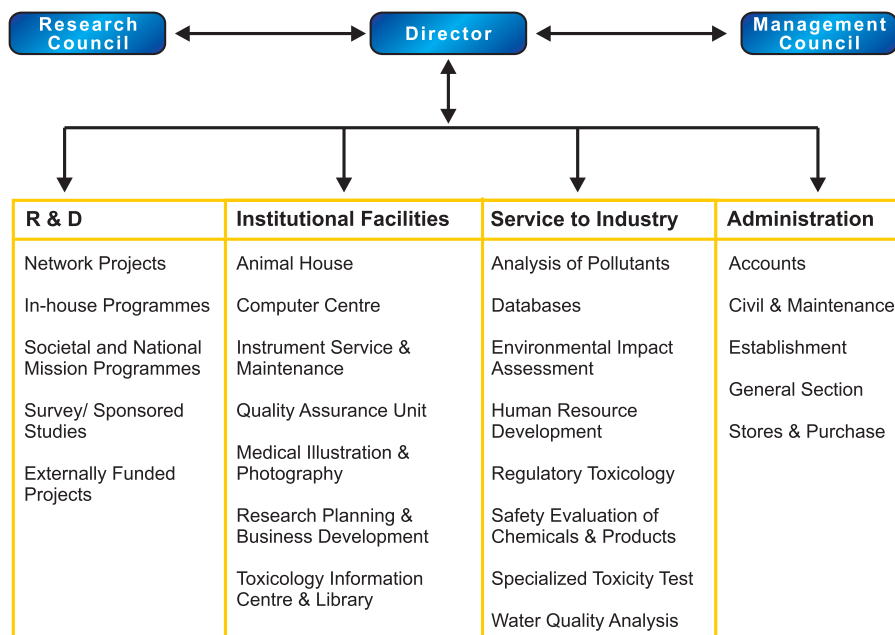 Research
Council
Director
Management
Council
R & D
Network Projects
In-house Programmes
Societal and National
Mission Programmes
Survey/ Sponsored
Studies
Externally Funded
Projects
Institutional Facilities
Animal House
Computer Centre
Instrument Service &
Maintenance
Quality Assurance Unit
Medical Illustration &
Photography
Research Planning &
Business Development
Toxicology Information
Centre & Library
Service to Industry
Analysis of Pollutants
Databases
Environmental Impact
Assessment
Human Resource
Development
Regulatory Toxicology
Safety Evaluation of
Chemicals & Products
Specialized Toxicity Test
Water Quality Analysis
Administration
Accounts
Civil & Maintenance
Establishment
General Section
Stores & Purchase